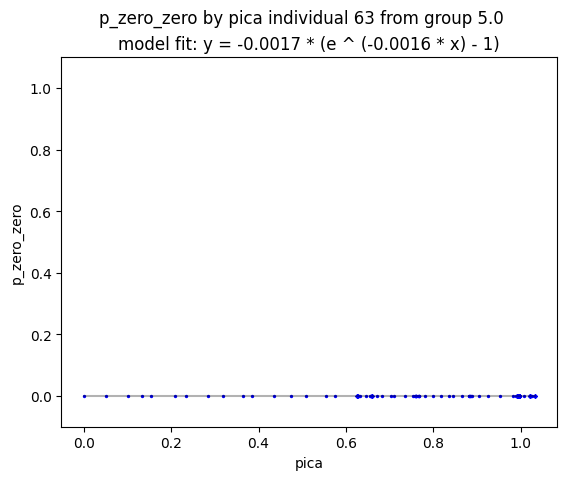 p_zero_zero by pica individual 63 from group 5.0
model fit: y = -0.0017 * (e ^ (-0.0016 * x) - 1)
1.0
0.8
0.6
0.4
0.2
0.0
p_zero_zero
0.0 0.2 0.4 0.6 0.8 1.0
pica